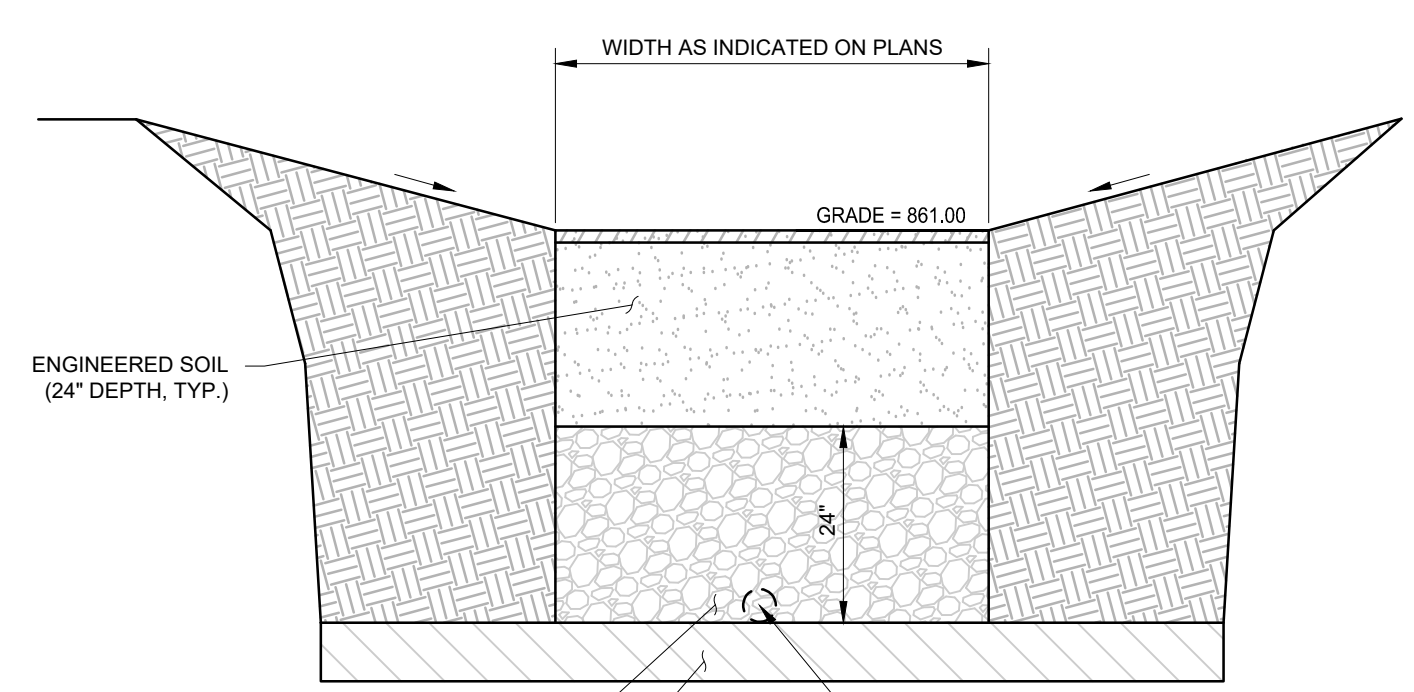 WIDTH AS INDICATED ON PLANS
GRADE = 861.00
ENGINEERED SOIL
(24" DEPTH, TYP.)
24"